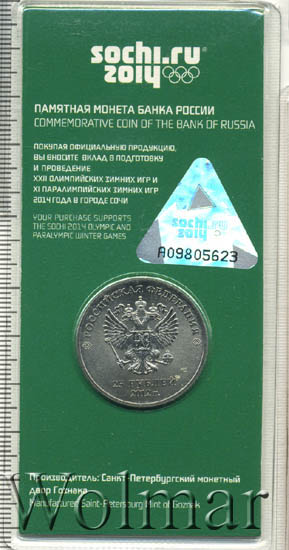 sochi.ru
2014
ПАМЯТНАЯ МОНЕТА БАНКА РОССИИ
COMMEMORATIVE COIN OF THE BANK OF RUSSIA
ПОКУПАЯ ОФИЦИАЛЬНУЮ ПРОДУКЦИЮ,
ВЫ ВНОСИТЕ ВКЛАД В ПОДГОТОВКУ
И ПРОВЕДЕНИЕ
XXII ОЛИМПИЙСКИХ ЗИМНИХ ИГР И
XI ПАРАЛИМПИЙСКИХ ЗИМНИХ ИГР
2014 ГОДА В ГОРОДЕ СОЧИ
YOUR PURCHASE SUPPORTS
THE SOCHI 2014 OLYMPIC AND
PARALYMPIC WINTER GAMES
sochi.ru
2014
A09805623
РОССИЙСКАЯ ФЕДЕРАЦИЯ
25 РУБЛЕЙ
Производитель: Санкт-Петербургский монетный
двор Гознака
Manufacturer: Saint-Petersburg Mint of Goznak
Wolmar